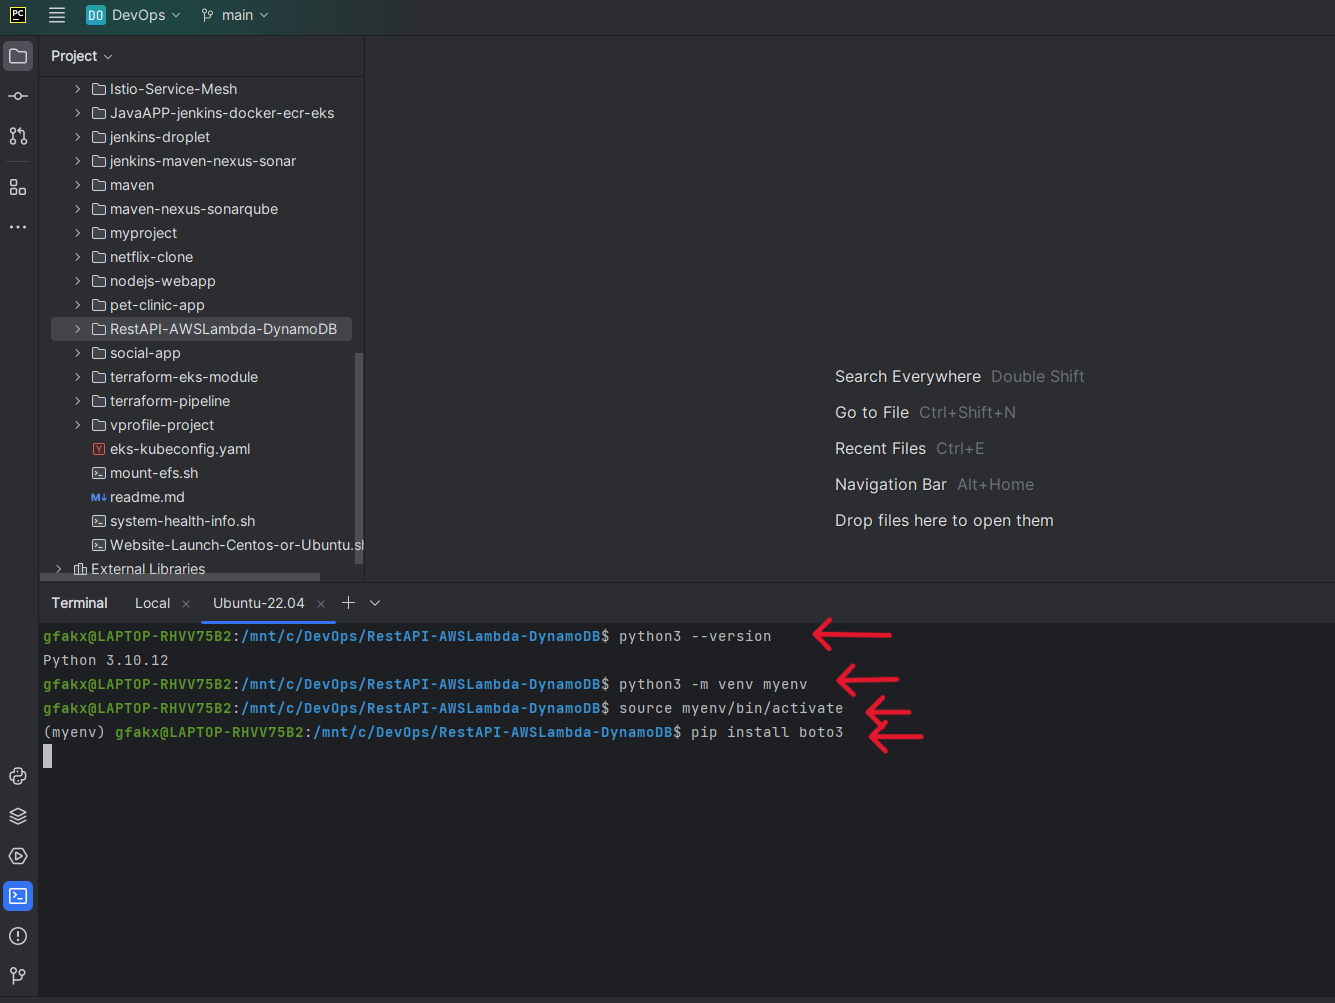 PC DO DevOps main
Project
Istio-Service-Mesh
JavaAPP-jenkins-docker-ecr-eks
jenkins-droplet
jenkins-maven-nexus-sonar
maven
maven-nexus-sonarqube
myproject
netflix-clone
nodejs-webapp
pet-clinic-app
RestAPI-AWSLambda-DynamoDB
social-app
terraform-eks-module
terraform-pipeline
vprofile-project
Y eks-kubeconfig.yaml
mount-efs.sh
M↓ readme.md
system-health-info.sh
Website-Launch-Centos-or-Ubuntu.sh
External Libraries
Search Everywhere Double Shift
Go to File Ctrl+Shift+N
Recent Files Ctrl+E
Navigation Bar Alt+Home
Drop files here to open them
Terminal Local × Ubuntu-22.04 × +
gfakx@LAPTOP-RHVV75B2:/mnt/c/DevOps/RestAPI-AWSLambda-DynamoDB$ python3 --version
Python 3.10.12
gfakx@LAPTOP-RHVV75B2:/mnt/c/DevOps/RestAPI-AWSLambda-DynamoDB$ python3 -m venv myenv
gfakx@LAPTOP-RHVV75B2:/mnt/c/DevOps/RestAPI-AWSLambda-DynamoDB$ source myenv/bin/activate
(myenv) gfakx@LAPTOP-RHVV75B2:/mnt/c/DevOps/RestAPI-AWSLambda-DynamoDB$ pip install boto3